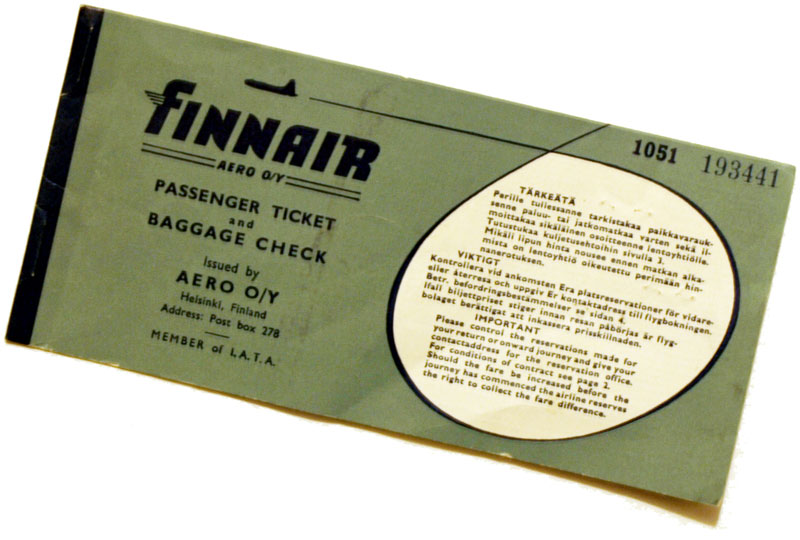 FINNAIR
AERO O/Y
PASSENGER TICKET
and
BAGGAGE CHECK
Issued by
AERO O/Y
Helsinki, Finland
Address: Post box 278
MEMBER of I.A.T.A.
1051 193441
TÄRKEÄTÄ
Perille tullessanne tarkistakaa paikkavarauk-
senne paluu- tai jatkomatkaa varten sekä il-
moittakaa sikäläinen osoitteenne lentoyhtiölle.
Tutustukaa kuljetusehtoihin sivulla 1.
Mikäli lipun hinta nousee ennen matkan alka-
mista on lentoyhtiö oikeutettu perimään hin-
nanerotuksen.
VIKTIGT
Kontrollera vid ankomsten Era platsreservationer för vidare-
eller återresa och uppgiv Er kontaktadress till flygbokningen.
Betr. befordringsbestämmelser se sidan 4.
Ifall biljettpriset stiger innan resan påbörjas är flyg-
bolaget berättigat att inkassera prisskillnaden.
IMPORTANT
Please control the reservations made for
your return or onward journey and give your
contactaddress for the reservation office.
For conditions of contract see page 2.
Should the fare be increased before the
journey has commenced the airline reserves
the right to collect the fare difference.